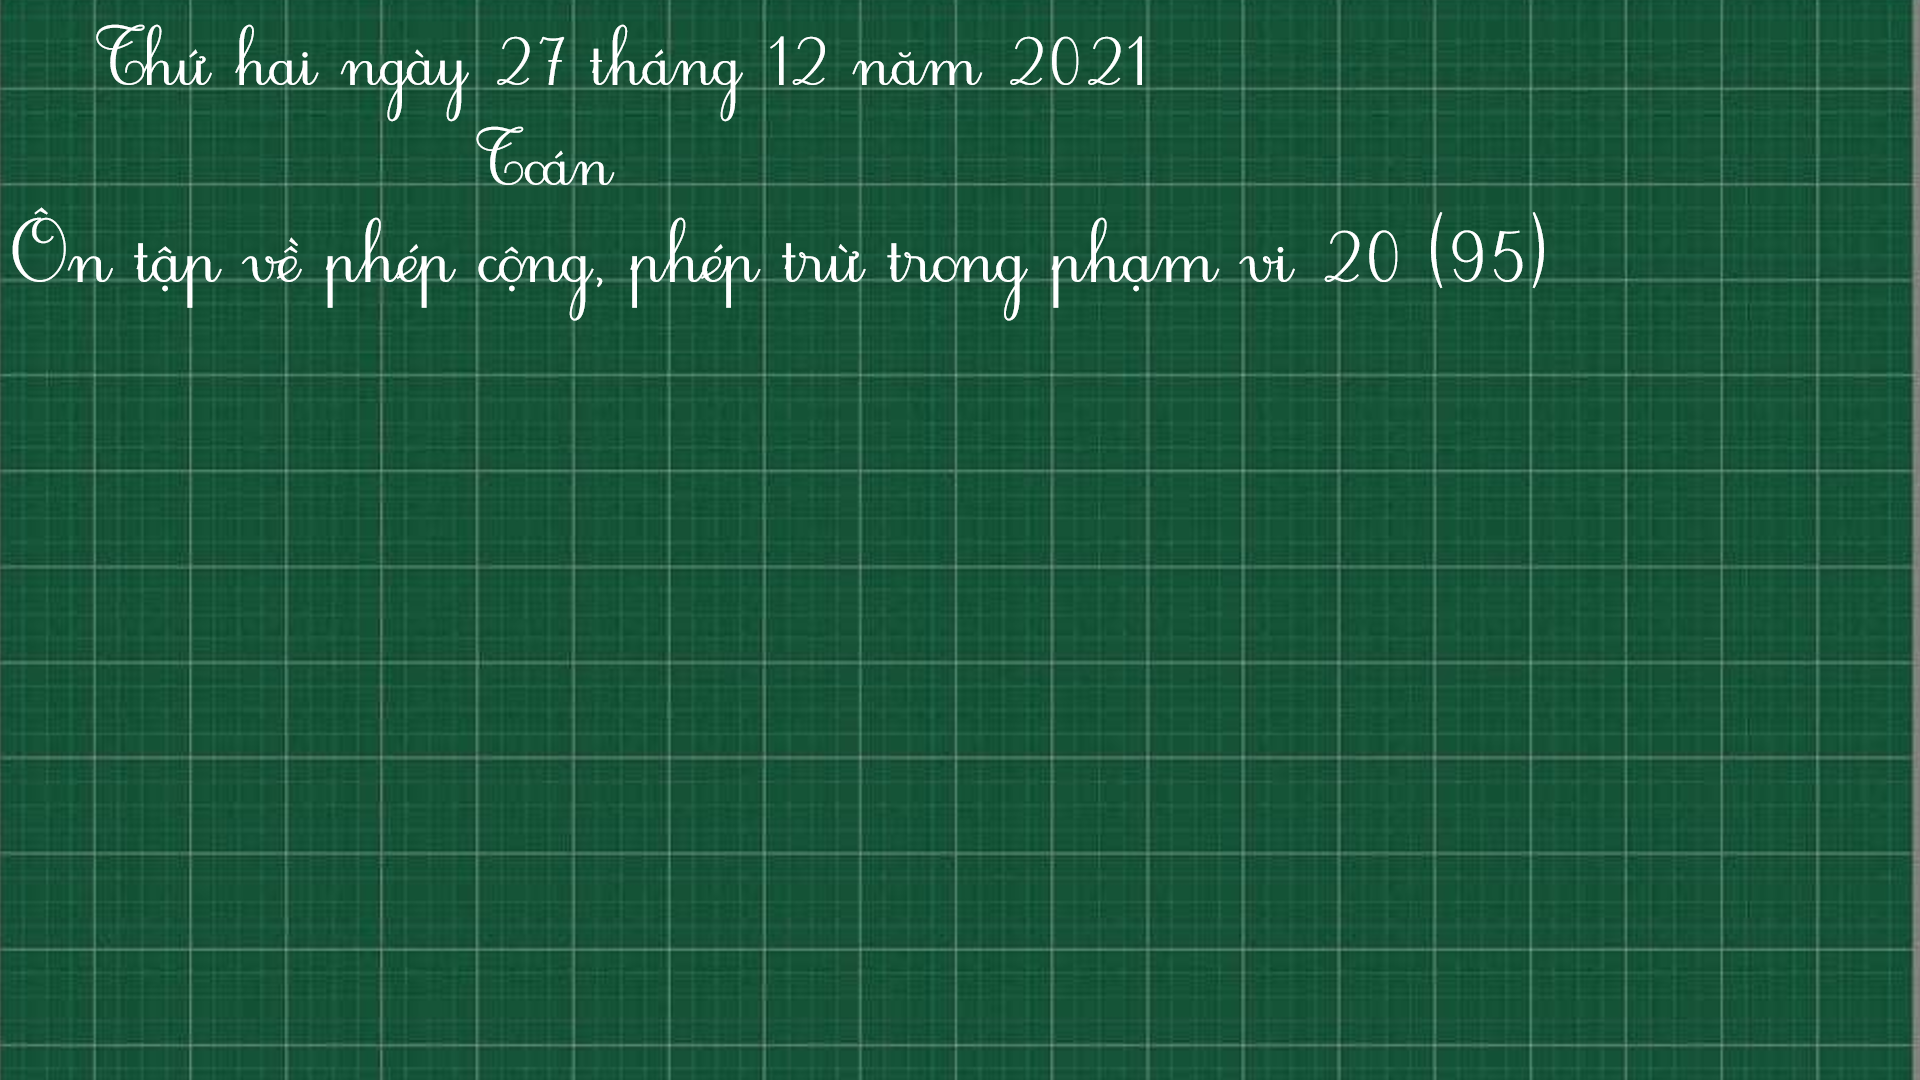 Thứ hai ngày 27 tháng 12 năm 2021
Toán
Ôn tập về phép cộng, phép trừ trong phạm vi 20 (95)